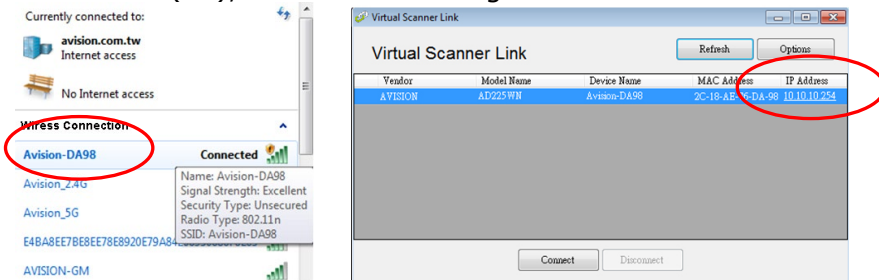 Currently connected to:
avision.com.tw
Internet access
No Internet access
Wiress Connection
Avision-DA98 Connected
Name: Avision-DA98
Signal Strength: Excellent
Security Type: Unsecured
Radio Type: 802.11n
SSID: Avision-DA98
Avision_2.4G
Avision_5G
AVISION-GM
Virtual Scanner Link
Virtual Scanner Link
Refresh Options
Vendor Model Name Device Name MAC Address IP Address
AVISION AD225WN Avision-DA98 10.10.10.254
Connect Disconnect